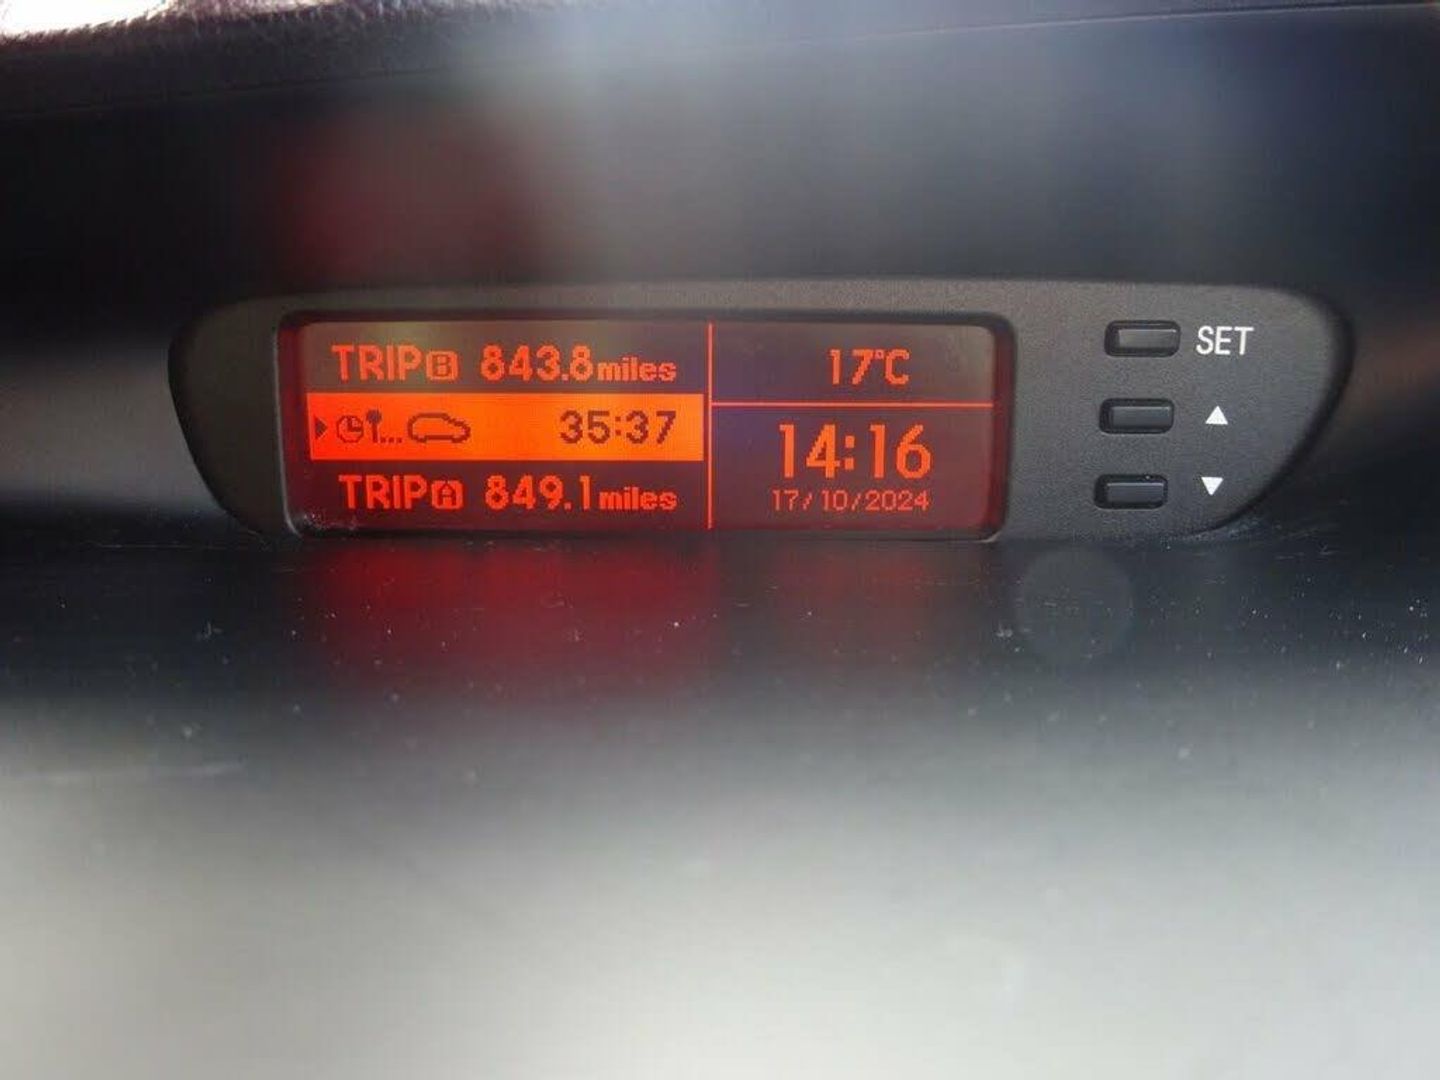 TRIP B 843.8 miles
35:37
TRIP A 849.1 miles
17°C
14:16
17/10/2024
SET